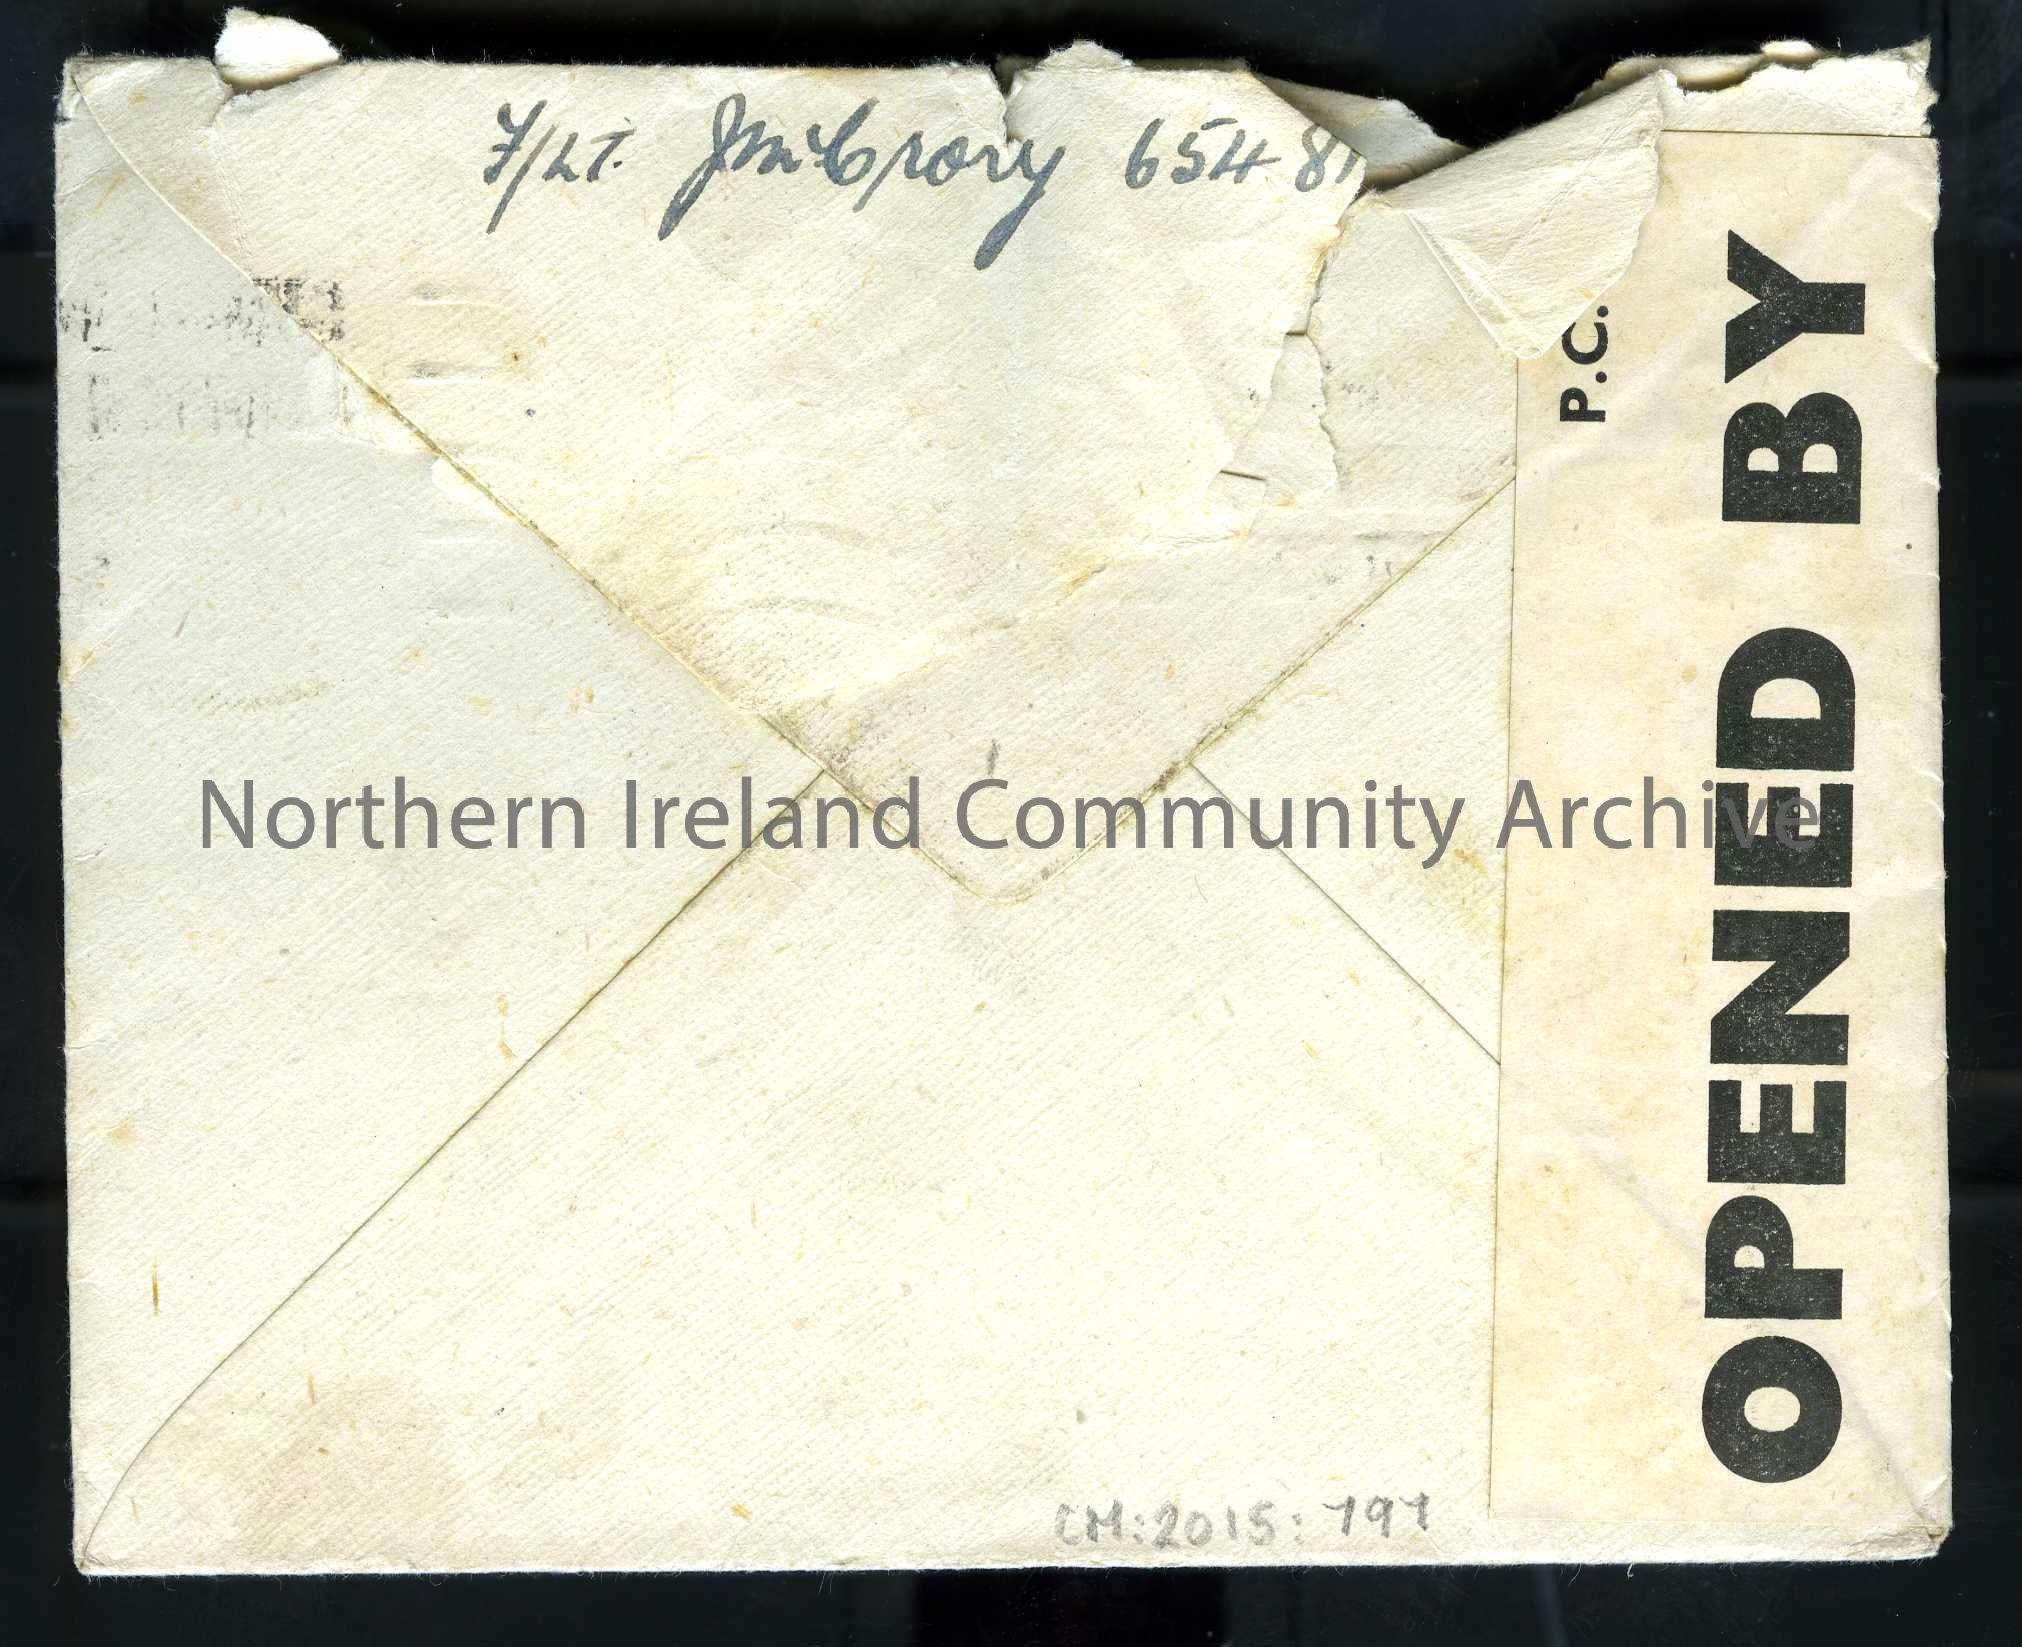 F/LT. J McCrory 65481
P.C.
OPENED BY
Northern Ireland Community Archive
CM:2015:797